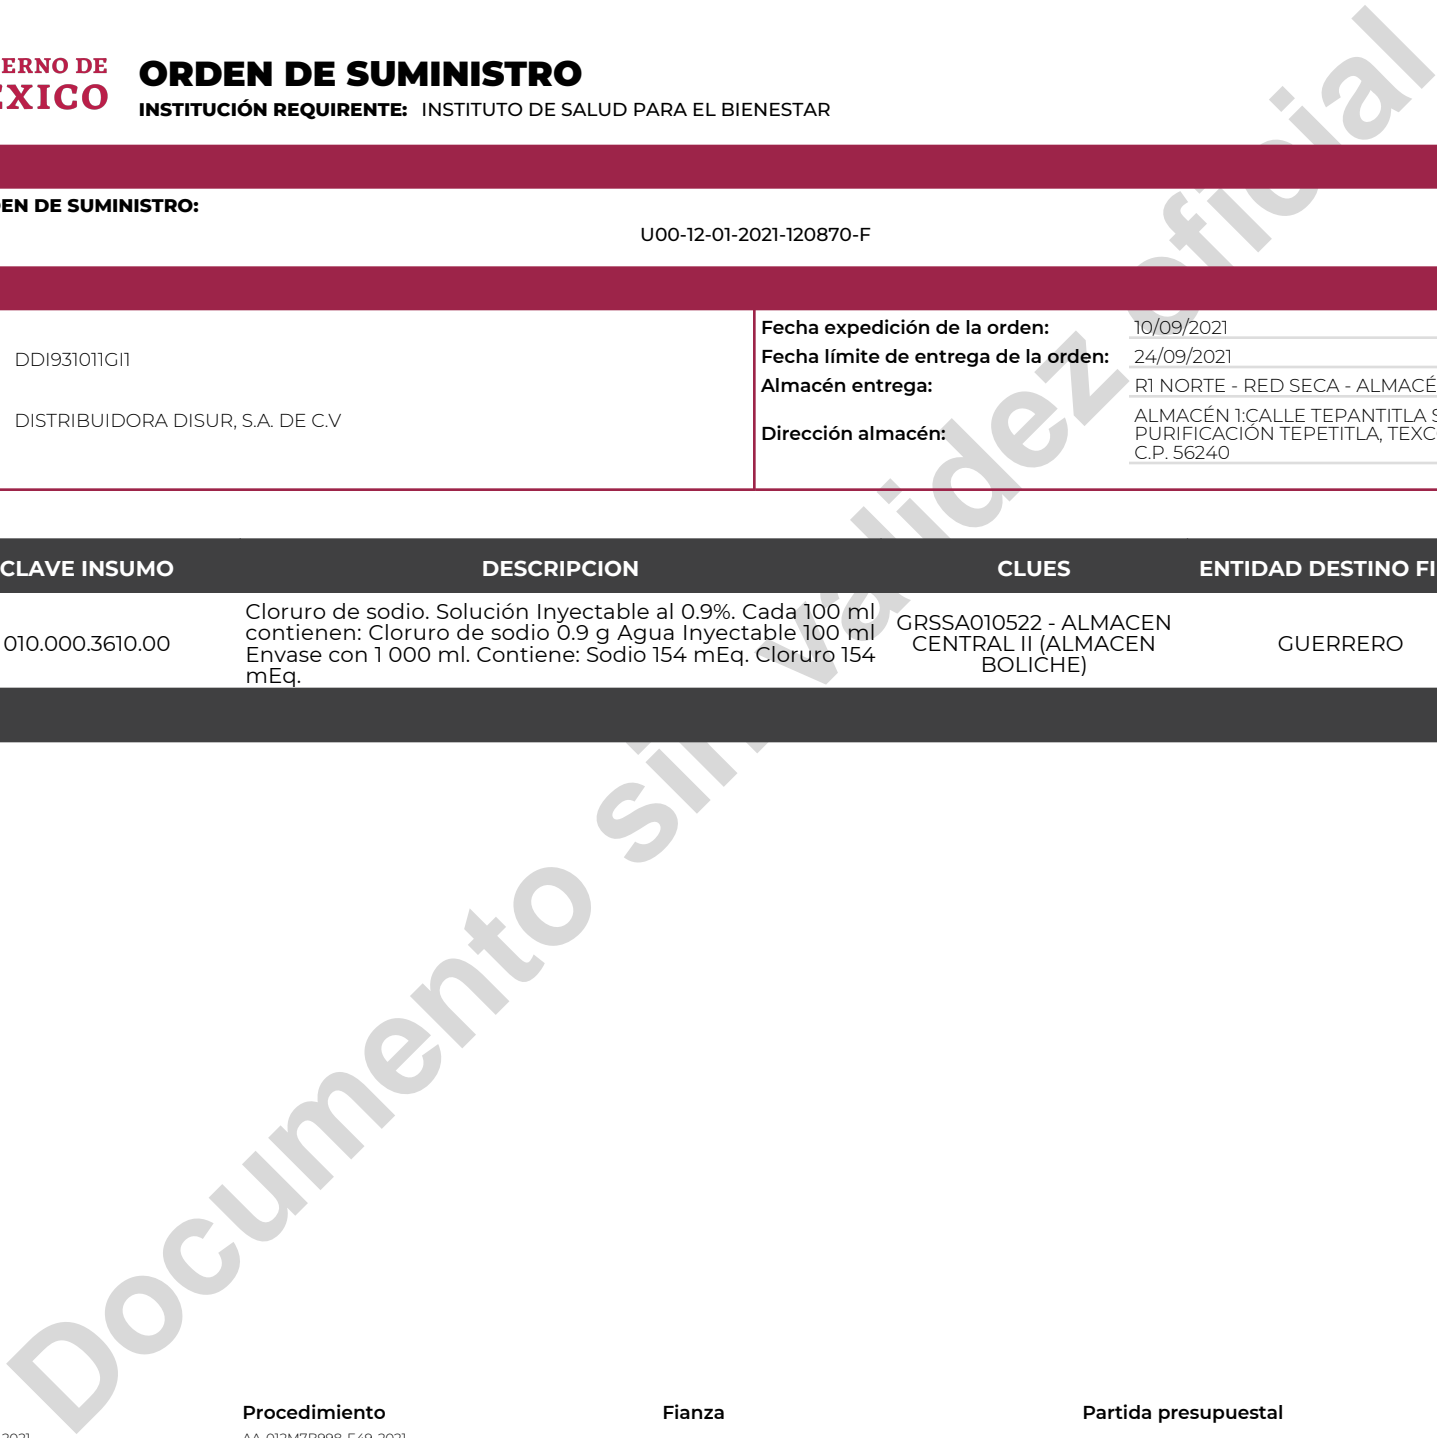 ERNO DE
EXICO
ORDEN DE SUMINISTRO
INSTITUCIÓN REQUIRENTE: INSTITUTO DE SALUD PARA EL BIENESTAR
EN DE SUMINISTRO:
U00-12-01-2021-120870-F
DDI931011GI1
DISTRIBUIDORA DISUR, S.A. DE C.V
Fecha expedición de la orden: 10/09/2021
Fecha límite de entrega de la orden: 24/09/2021
Almacén entrega: R1 NORTE - RED SECA - ALMACÉ
Dirección almacén:
ALMACÉN 1:CALLE TEPANTITLA S
PURIFICACIÓN TEPETITLA, TEXC
C.P. 56240
CLAVE INSUMO DESCRIPCION CLUES ENTIDAD DESTINO FI
010.000.3610.00
Cloruro de sodio. Solución Inyectable al 0.9%. Cada 100 ml
contienen: Cloruro de sodio 0.9 g Agua Inyectable 100 ml
Envase con 1 000 ml. Contiene: Sodio 154 mEq. Cloruro 154
mEq.
GRSSA010522 - ALMACEN
CENTRAL II (ALMACEN
BOLICHE)
GUERRERO
Documento sin validez oficial
Procedimiento Fianza Partida presupuestal